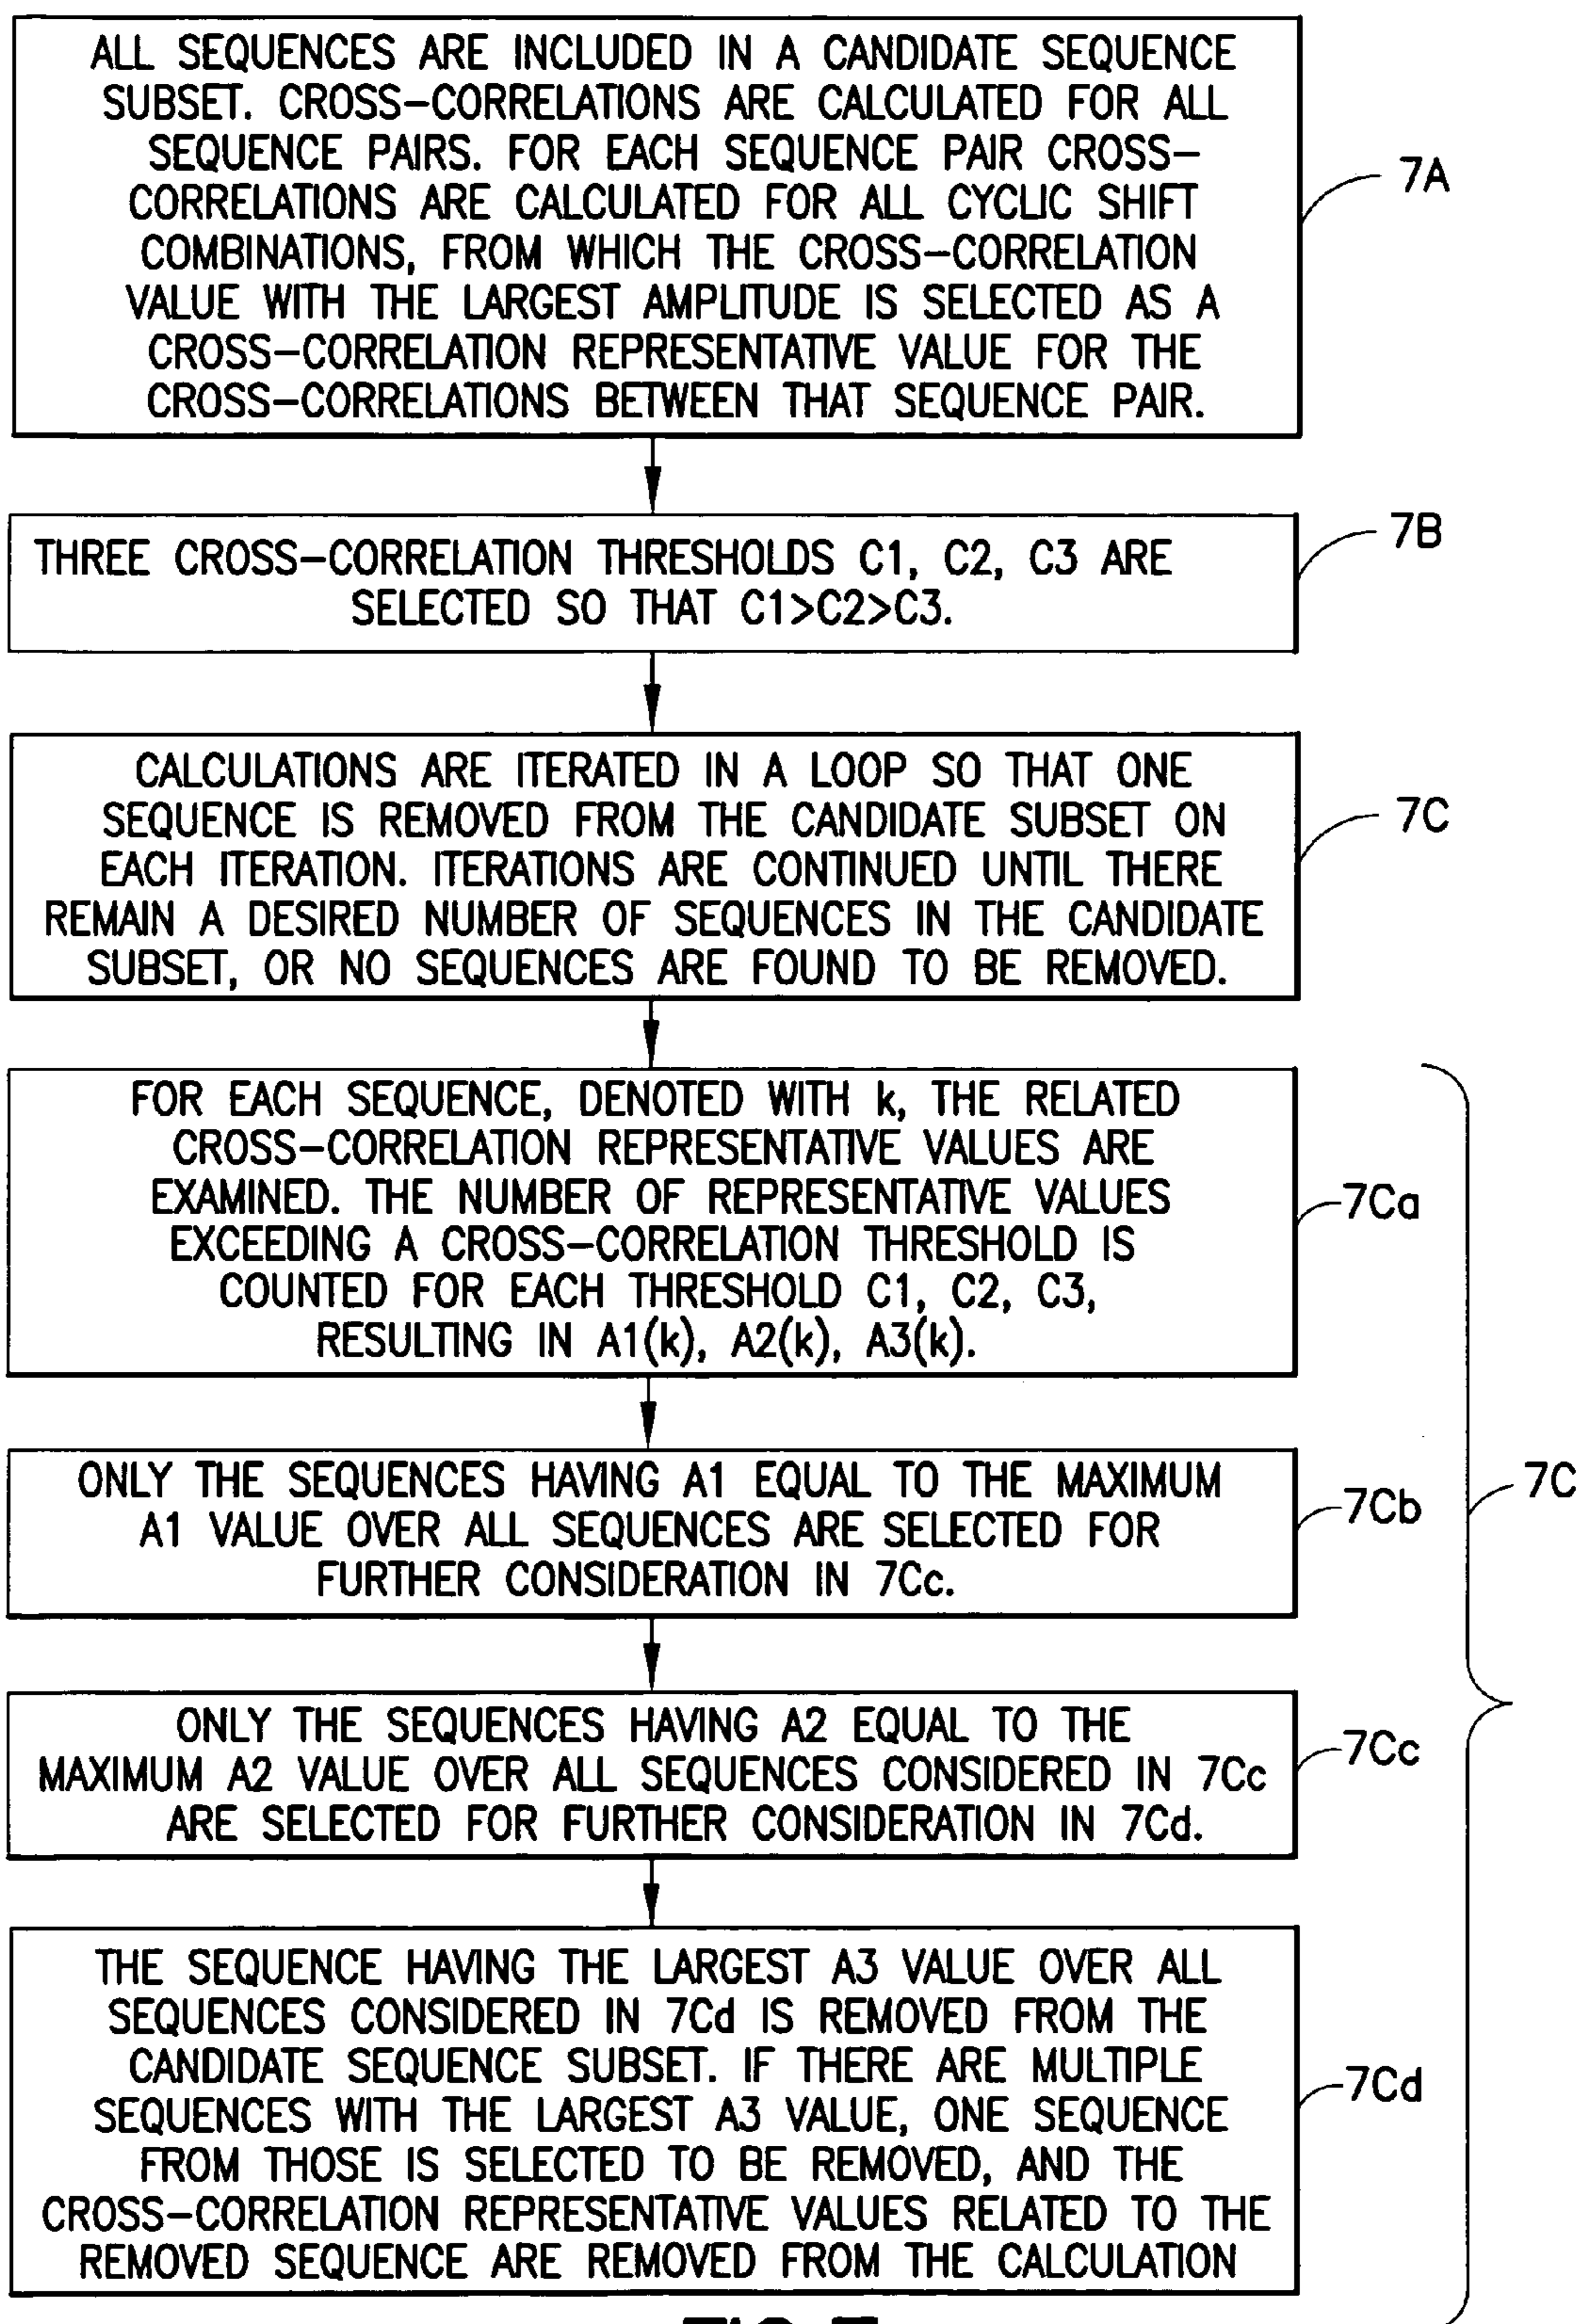 ALL SEQUENCES ARE INCLUDED IN A CANDIDATE SEQUENCE
SUBSET. CROSS-CORRELATIONS ARE CALCULATED FOR ALL
SEQUENCE PAIRS. FOR EACH SEQUENCE PAIR CROSS-
CORRELATIONS ARE CALCULATED FOR ALL CYCLIC SHIFT
COMBINATIONS, FROM WHICH THE CROSS-CORRELATION
VALUE WITH THE LARGEST AMPLITUDE IS SELECTED AS A
CROSS-CORRELATION REPRESENTATIVE VALUE FOR THE
CROSS-CORRELATIONS BETWEEN THAT SEQUENCE PAIR.
7A
THREE CROSS-CORRELATION THRESHOLDS C1, C2, C3 ARE
SELECTED SO THAT C1>C2>C3.
7B
CALCULATIONS ARE ITERATED IN A LOOP SO THAT ONE
SEQUENCE IS REMOVED FROM THE CANDIDATE SUBSET ON
EACH ITERATION. ITERATIONS ARE CONTINUED UNTIL THERE
REMAIN A DESIRED NUMBER OF SEQUENCES IN THE CANDIDATE
SUBSET, OR NO SEQUENCES ARE FOUND TO BE REMOVED.
7C
FOR EACH SEQUENCE, DENOTED WITH k, THE RELATED
CROSS-CORRELATION REPRESENTATIVE VALUES ARE
EXAMINED. THE NUMBER OF REPRESENTATIVE VALUES
EXCEEDING A CROSS-CORRELATION THRESHOLD IS
COUNTED FOR EACH THRESHOLD C1, C2, C3,
RESULTING IN A1(k), A2(k), A3(k).
7Ca
ONLY THE SEQUENCES HAVING A1 EQUAL TO THE MAXIMUM
A1 VALUE OVER ALL SEQUENCES ARE SELECTED FOR
FURTHER CONSIDERATION IN 7Cc.
7Cb
7C
ONLY THE SEQUENCES HAVING A2 EQUAL TO THE
MAXIMUM A2 VALUE OVER ALL SEQUENCES CONSIDERED IN 7Cc
ARE SELECTED FOR FURTHER CONSIDERATION IN 7Cd.
7Cc
THE SEQUENCE HAVING THE LARGEST A3 VALUE OVER ALL
SEQUENCES CONSIDERED IN 7Cd IS REMOVED FROM THE
CANDIDATE SEQUENCE SUBSET. IF THERE ARE MULTIPLE
SEQUENCES WITH THE LARGEST A3 VALUE, ONE SEQUENCE
FROM THOSE IS SELECTED TO BE REMOVED, AND THE
CROSS-CORRELATION REPRESENTATIVE VALUES RELATED TO THE
REMOVED SEQUENCE ARE REMOVED FROM THE CALCULATION
7Cd